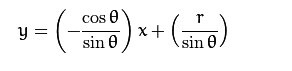 y = (−cos θ / sin θ) x + (r / sin θ)